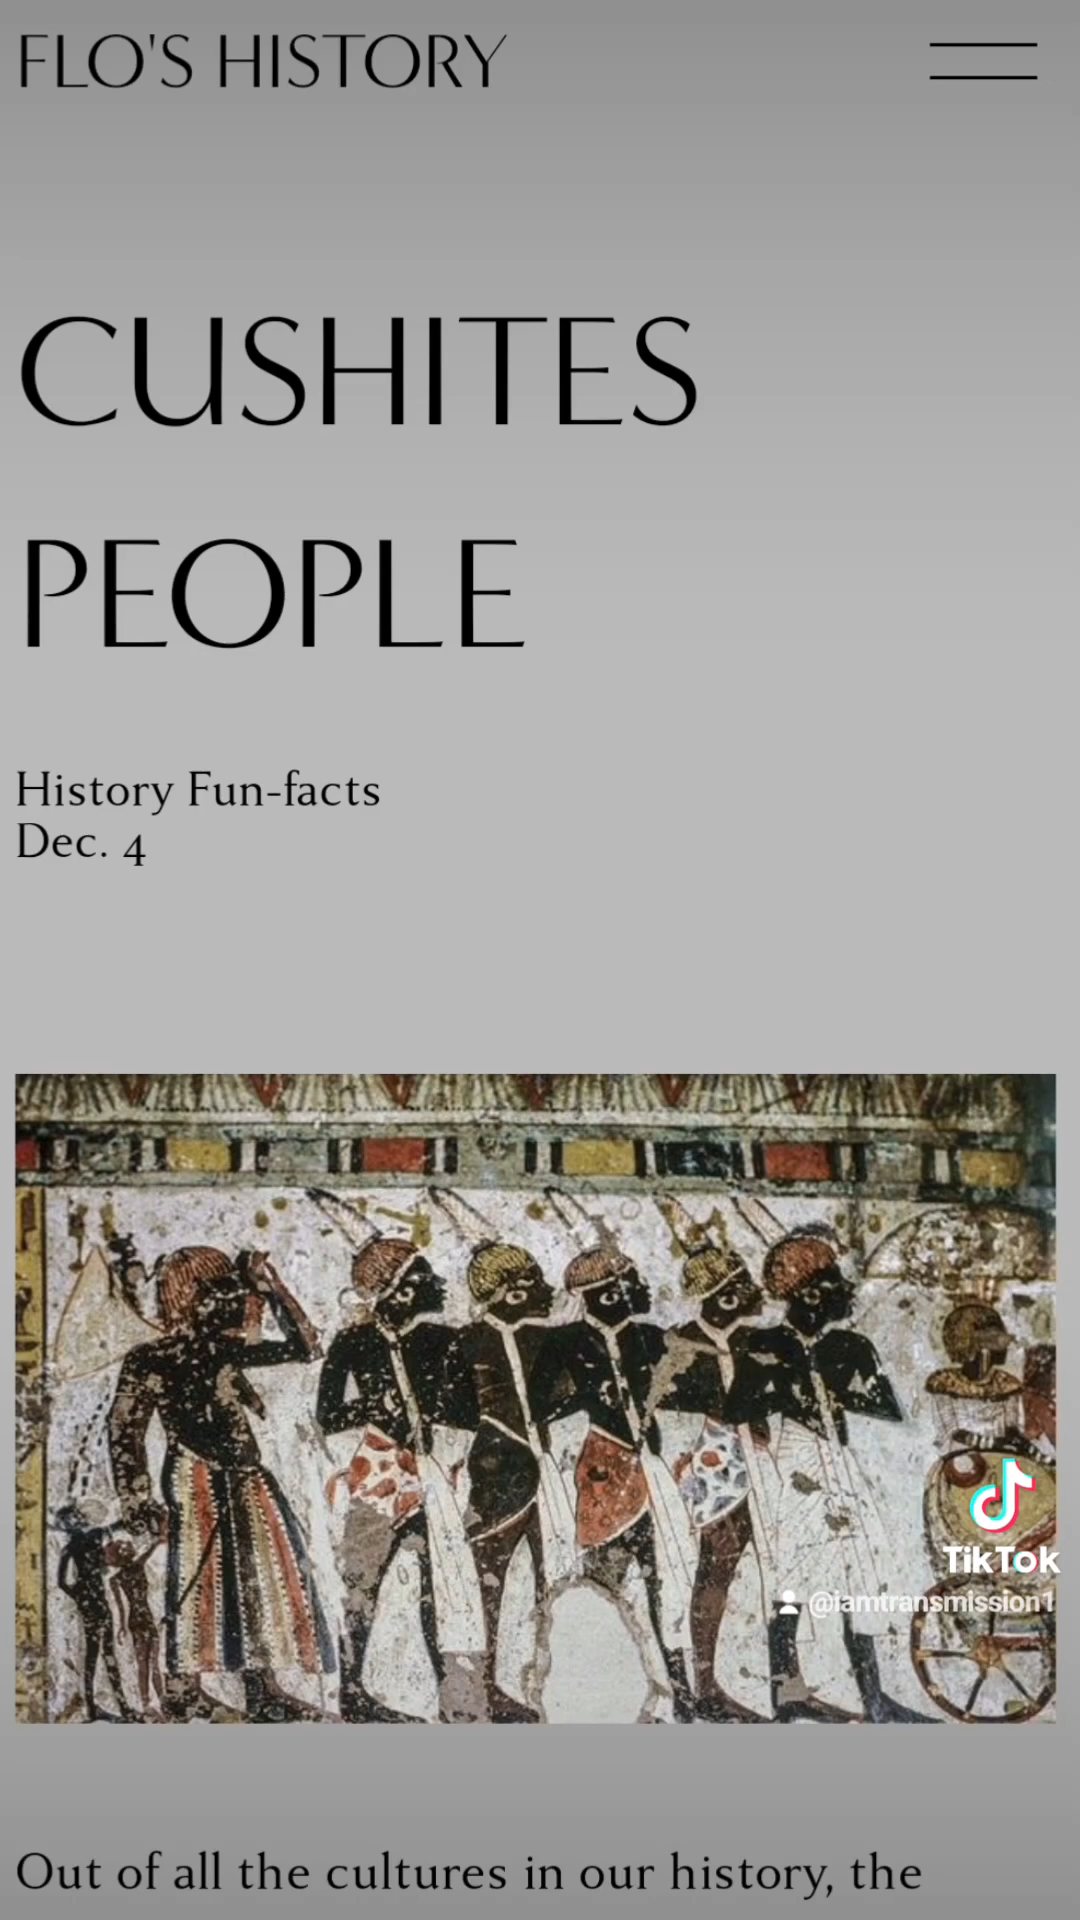 FLO'S HISTORY
CUSHITES
PEOPLE
History Fun-facts
Dec. 4
TikTok
@iamtransmission1
Out of all the cultures in our history, the